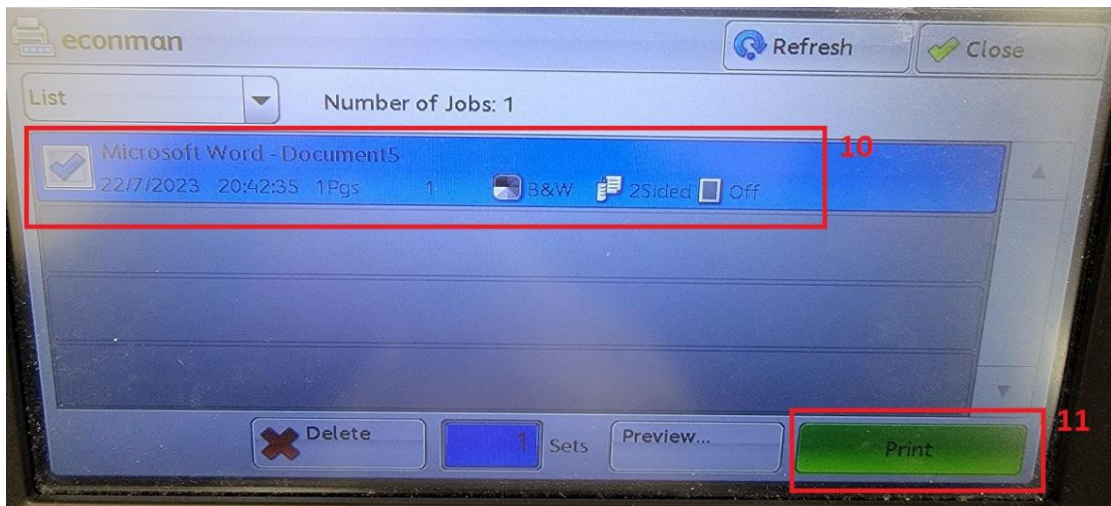 econman
Refresh
Close
List
Number of Jobs: 1
10
Microsoft Word - Document5
22/7/2023 20:42:35 1Pgs 1 B&W 2Sided Off
11
Delete
1 Sets
Preview...
Print